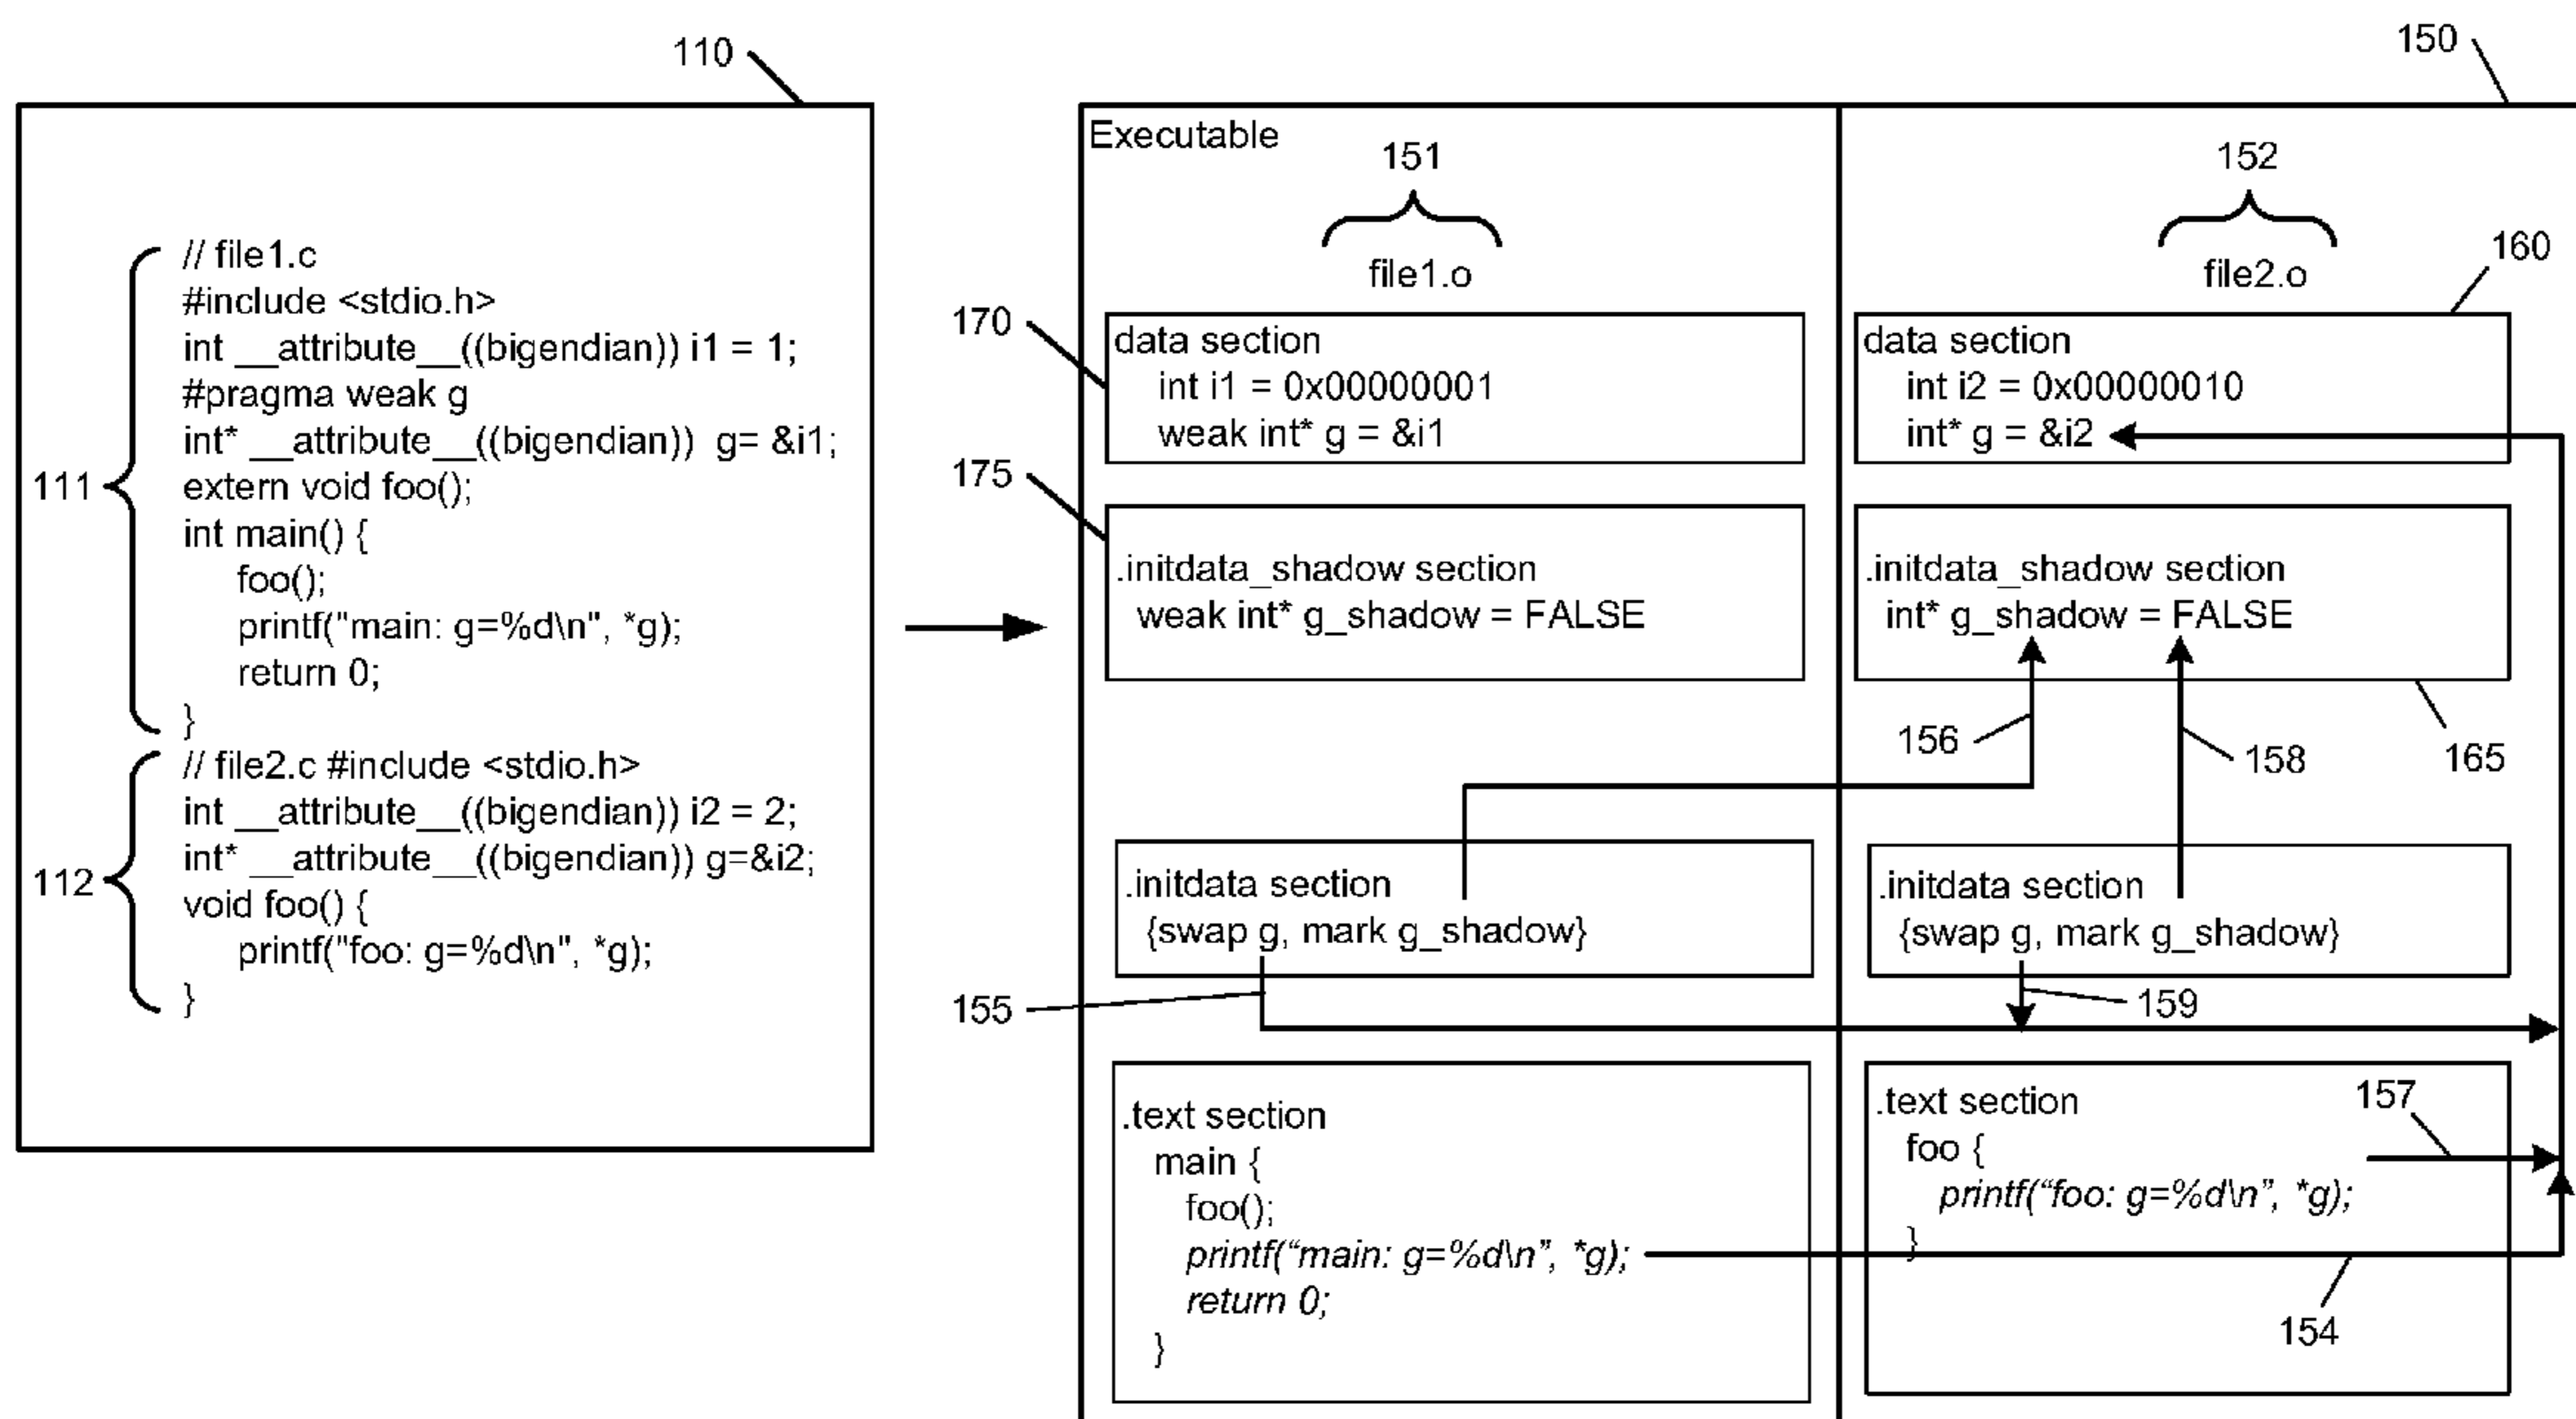 110
// file1.c
#include <stdio.h>
int __attribute__((bigendian)) i1 = 1;
#pragma weak g
int* __attribute__((bigendian))  g= &i1;
111
extern void foo();
int main() {
foo();
printf("main: g=%d\n", *g);
return 0;
}
// file2.c #include <stdio.h>
int __attribute__((bigendian)) i2 = 2;
int* __attribute__((bigendian)) g=&i2;
112
void foo() {
printf("foo: g=%d\n", *g);
}
150
Executable
151
file1.o
170
data section
int i1 = 0x00000001
weak int* g = &i1
175
.initdata_shadow section
weak int* g_shadow = FALSE
.initdata section
{swap g, mark g_shadow}
155
.text section
main {
foo();
printf(“main: g=%d\n”, *g);
return 0;
}
152
file2.o
160
data section
int i2 = 0x00000010
int* g = &i2
.initdata_shadow section
int* g_shadow = FALSE
156
158
165
.initdata section
{swap g, mark g_shadow}
159
.text section
157
foo {
printf(“foo: g=%d\n”, *g);
}
154